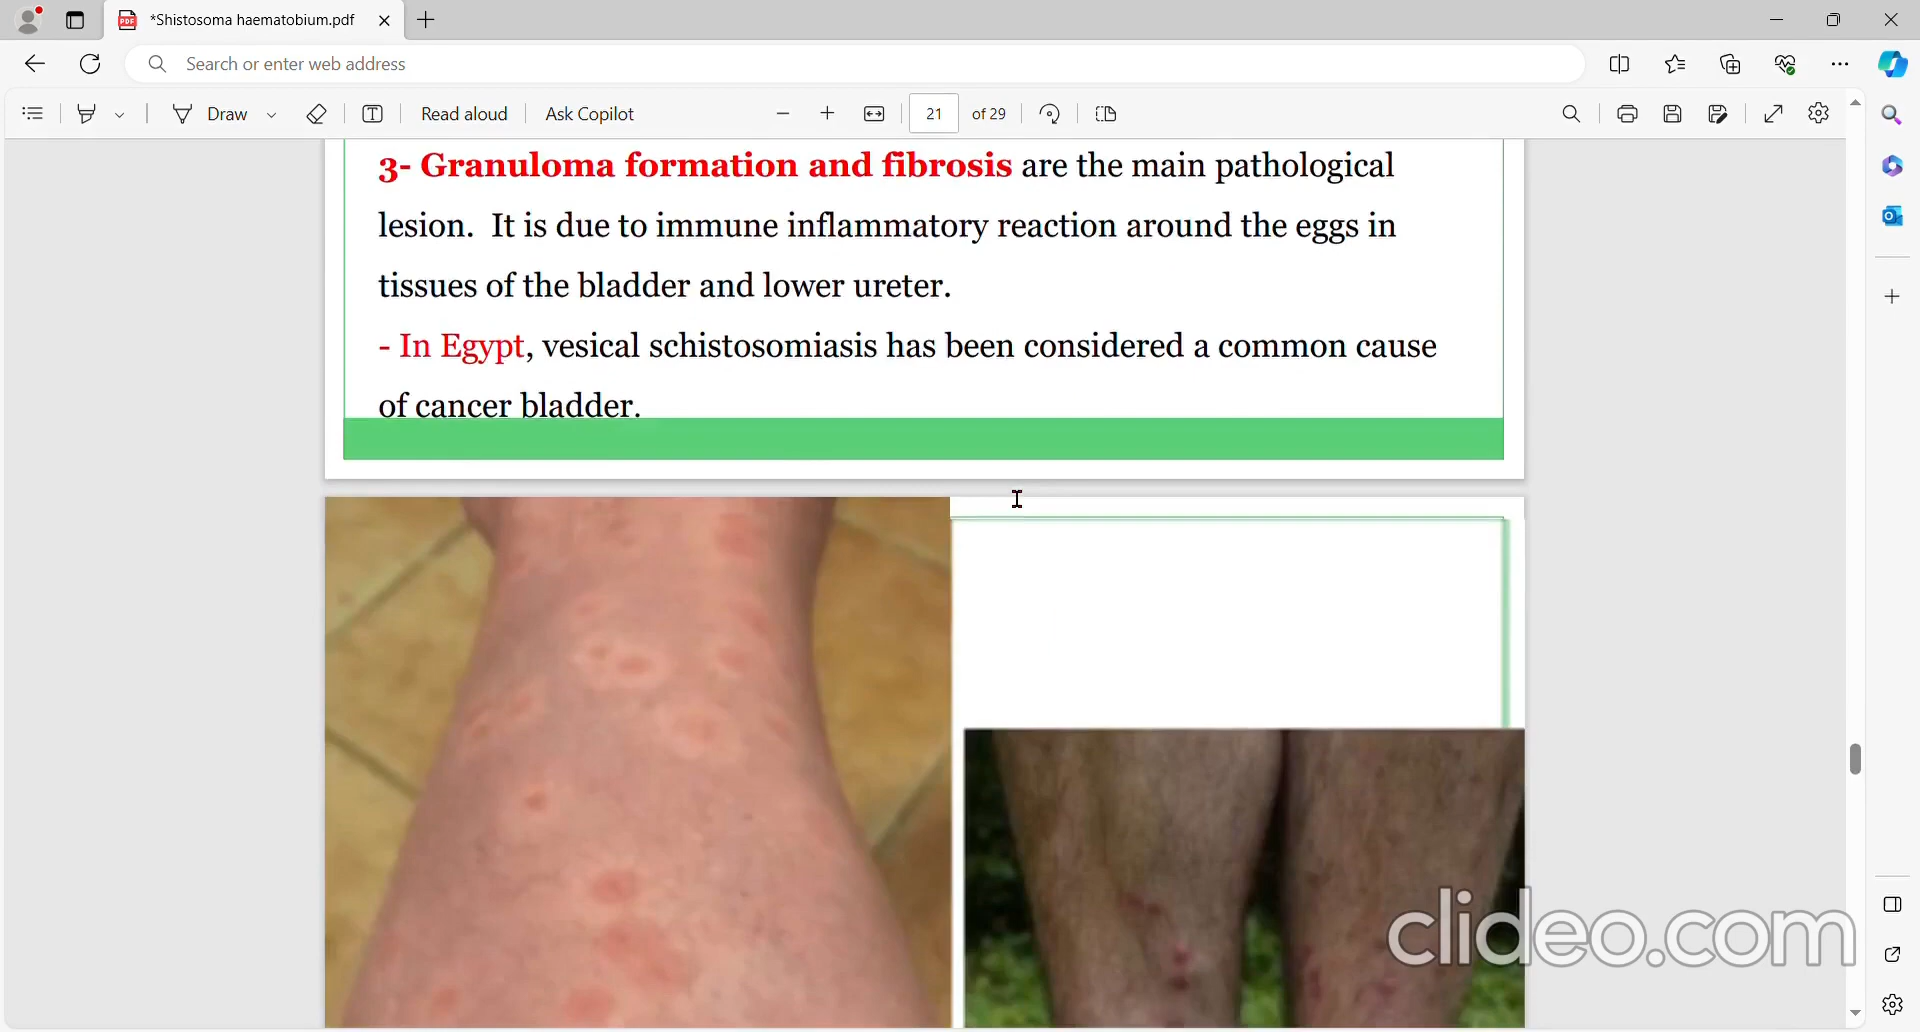 *Shistosoma haematobium.pdf
Search or enter web address
Draw
Read aloud
Ask Copilot
21 of 29
3- Granuloma formation and fibrosis are the main pathological
lesion. It is due to immune inflammatory reaction around the eggs in
tissues of the bladder and lower ureter.
- In Egypt, vesical schistosomiasis has been considered a common cause
of cancer bladder.
clideo.com